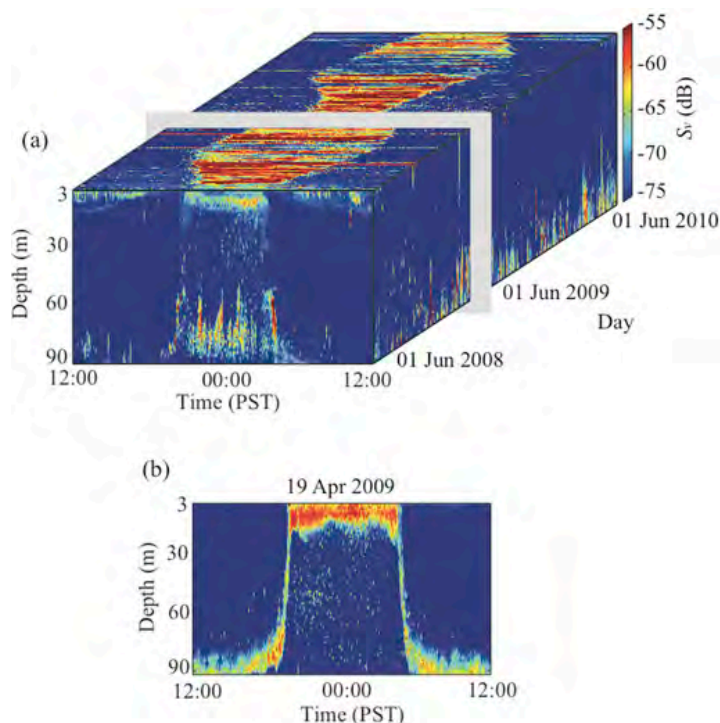 -55
-60
-65
-70
-75
Sv (dB)
(a)
3
30
60
90
Depth (m)
12:00 00:00 12:00
Time (PST)
01 Jun 2008
01 Jun 2009
01 Jun 2010
Day
(b)
19 Apr 2009
3
30
60
90
Depth (m)
12:00 00:00 12:00
Time (PST)